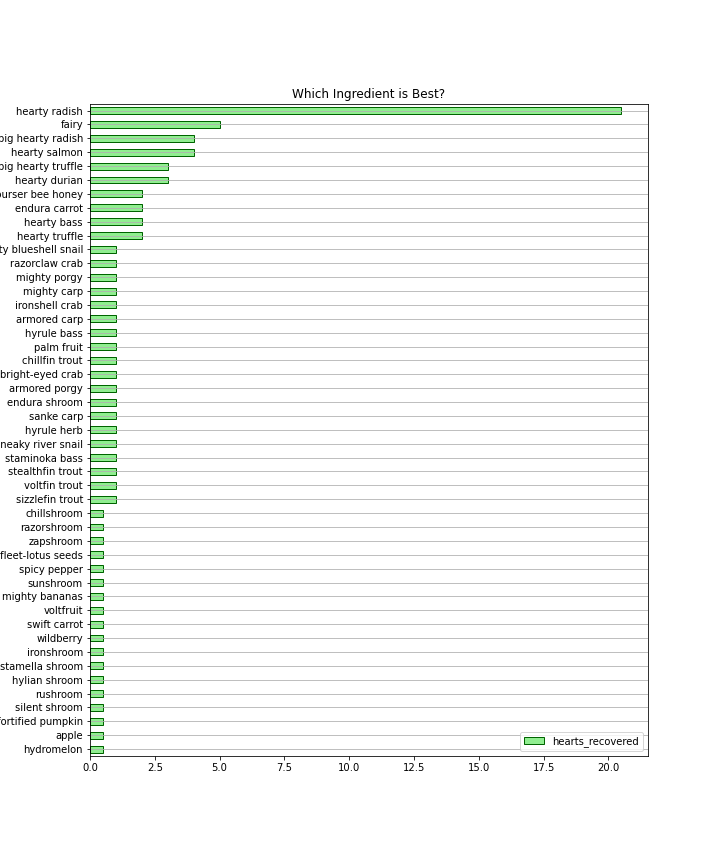 Which Ingredient is Best?
hearty radish
fairy
big hearty radish
hearty salmon
big hearty truffle
hearty durian
bee honey
endura carrot
hearty bass
hearty truffle
blueshell snail
razorclaw crab
mighty porgy
mighty carp
ironshell crab
armored carp
hyrule bass
palm fruit
chillfin trout
bright-eyed crab
armored porgy
endura shroom
sanke carp
hyrule herb
river snail
staminoka bass
stealthfin trout
voltfin trout
sizzlefin trout
chillshroom
razorshroom
zapshroom
fleet-lotus seeds
spicy pepper
sunshroom
mighty bananas
voltfruit
swift carrot
wildberry
ironshroom
stamella shroom
hylian shroom
rushroom
silent shroom
fortified pumpkin
apple
hydromelon
hearts_recovered
0.0 2.5 5.0 7.5 10.0 12.5 15.0 17.5 20.0